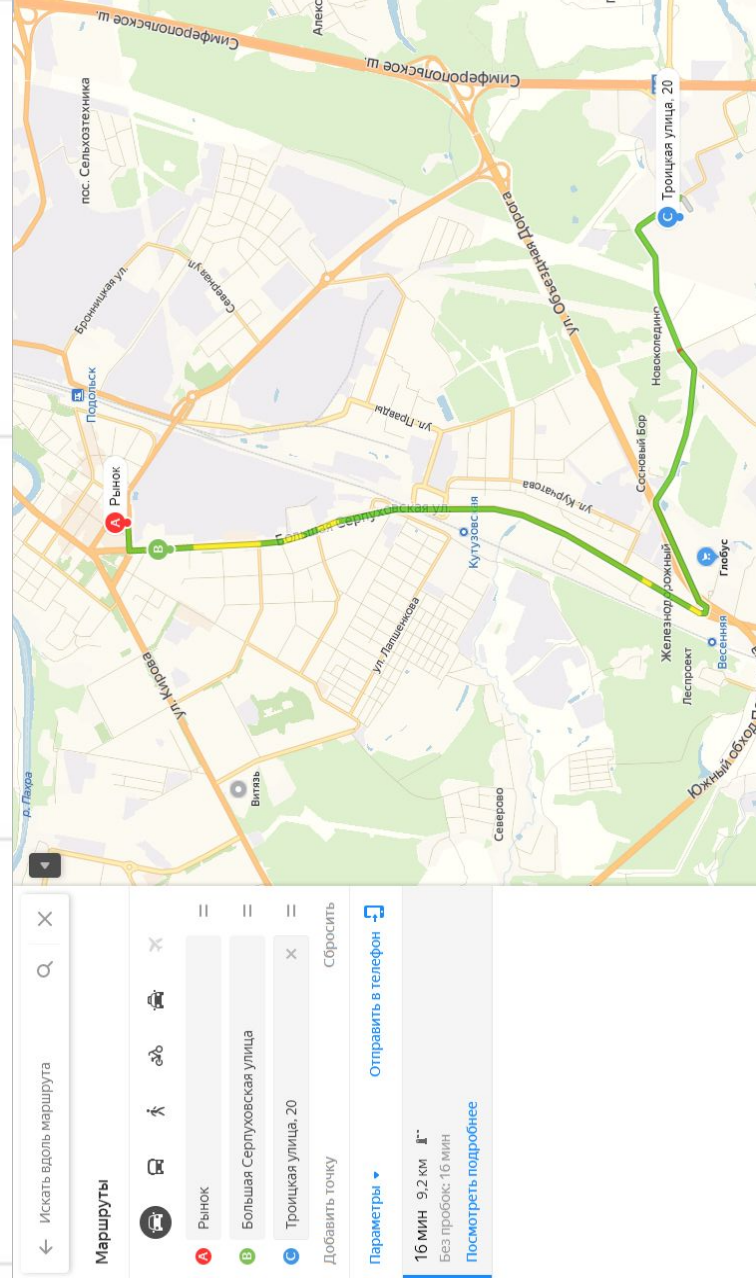 Искать вдоль маршрута
Маршруты
A Рынок
B Большая Серпуховская улица
C Троицкая улица, 20
Добавить точку
Сбросить
Параметры
Отправить в телефон
16 мин 9,2 км
Без пробок: 16 мин
Посмотреть подробнее
р. Пахра
ул. Кирова
Витязь
A Рынок
B
Подольск
Бронницкая ул.
Северная ул.
пос. Сельхозтехника
Симферопольское ш.
Алекс
Симферопольское ш.
ул. Объездная Дорога
ул. Правды
Большая Серпуховская ул.
ул. Лапшенкова
Кутузовская
ул. Курчатова
Северово
Сосновый Бор
Новоколедино
C Троицкая улица, 20
Железнодорожный
Леспроект
Весенняя
Глобус
Южный обход